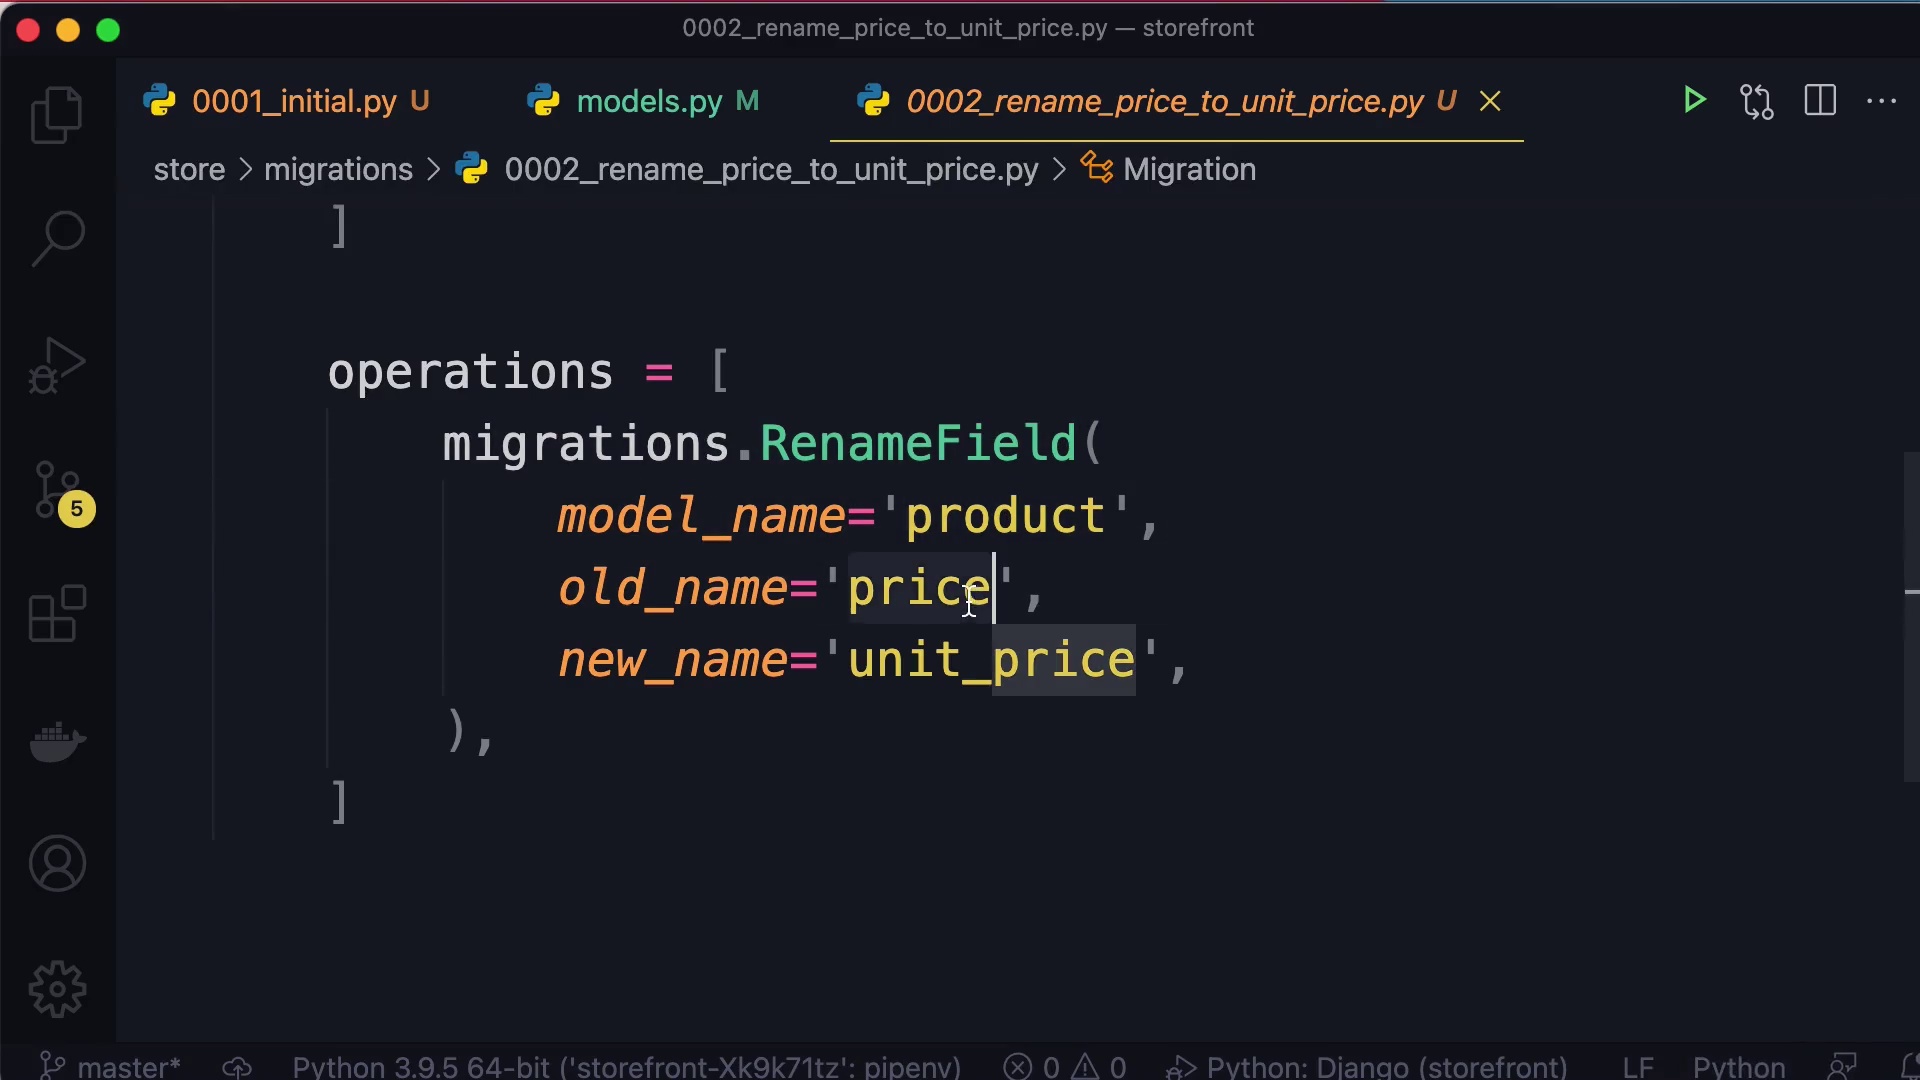 0002_rename_price_to_unit_price.py — storefront
0001_initial.py U
models.py M
0002_rename_price_to_unit_price.py U
store > migrations > 0002_rename_price_to_unit_price.py > Migration
]
operations = [
migrations.RenameField(
model_name='product',
old_name='price',
new_name='unit_price',
),
]
5
master*
Python 3.9.5 64-bit ('storefront-Xk9k71tz': pipenv)
0
0
Python: Django (storefront)
LF
Python